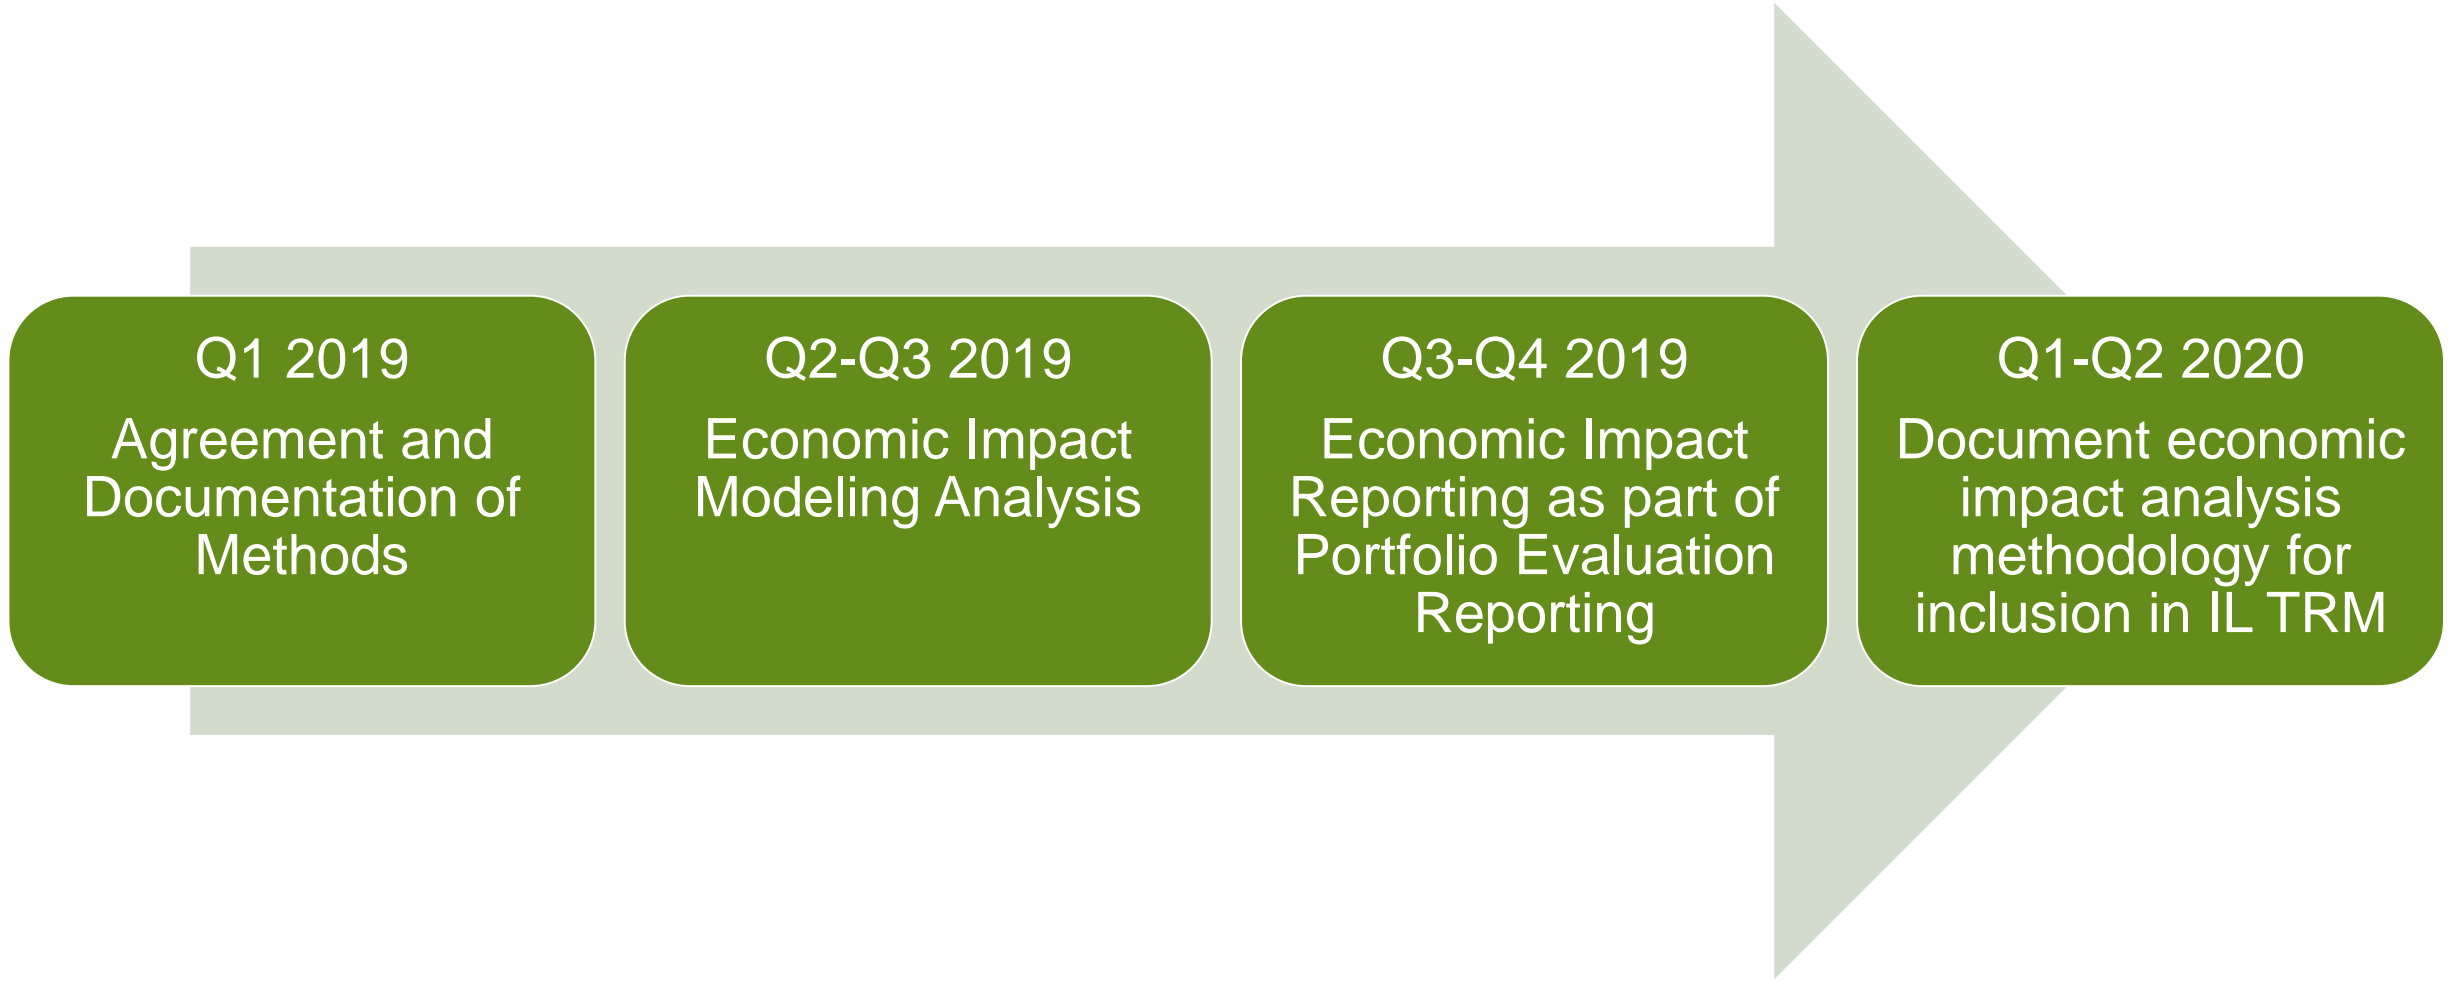 Q1 2019
Agreement and
Documentation of
Methods
Q2-Q3 2019
Economic Impact
Modeling Analysis
Q3-Q4 2019
Economic Impact
Reporting as part of
Portfolio Evaluation
Reporting
Q1-Q2 2020
Document economic
impact analysis
methodology for
inclusion in IL TRM